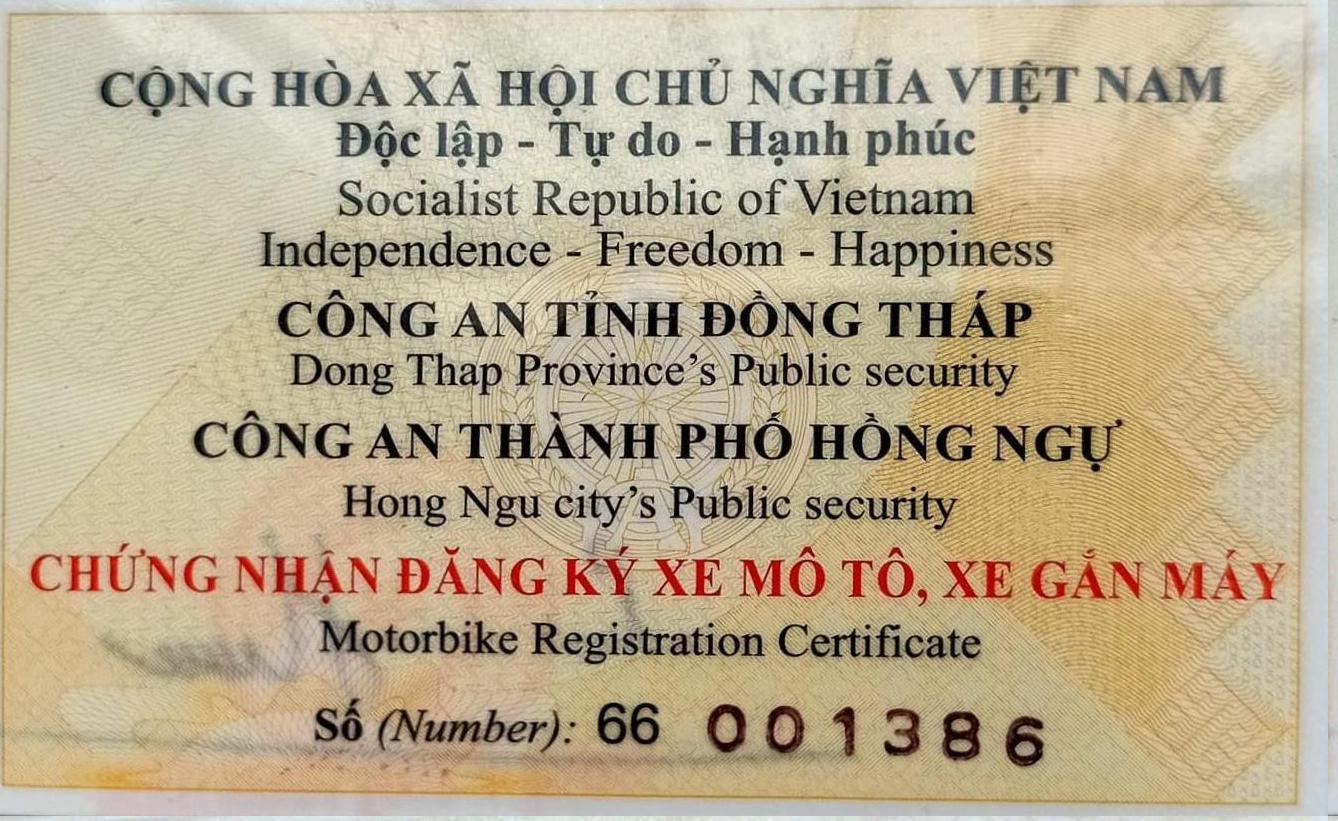 CỘNG HÒA XÃ HỘI CHỦ NGHĨA VIỆT NAM
Độc lập - Tự do - Hạnh phúc
Socialist Republic of Vietnam
Independence - Freedom - Happiness
CÔNG AN TỈNH ĐỒNG THÁP
Dong Thap Province's Public security
CÔNG AN THÀNH PHỐ HỒNG NGỰ
Hong Ngu city's Public security
CHỨNG NHẬN ĐĂNG KÝ XE MÔ TÔ, XE GẮN MÁY
Motorbike Registration Certificate
Số (Number): 66 001386